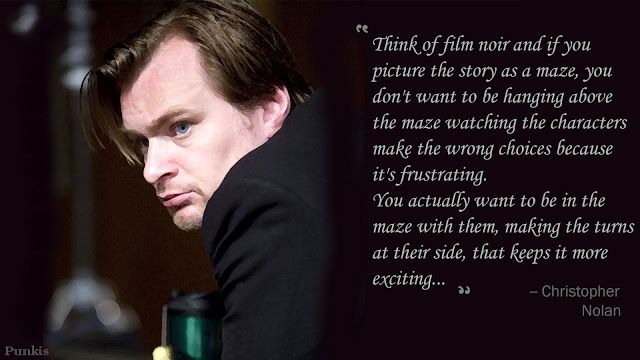 “
Think of film noir and if you
picture the story as a maze, you
don't want to be hanging above
the maze watching the characters
make the wrong choices because
it's frustrating.
You actually want to be in the
maze with them, making the turns
at their side, that keeps it more
exciting...
”
-- Christopher
Nolan
Punkis